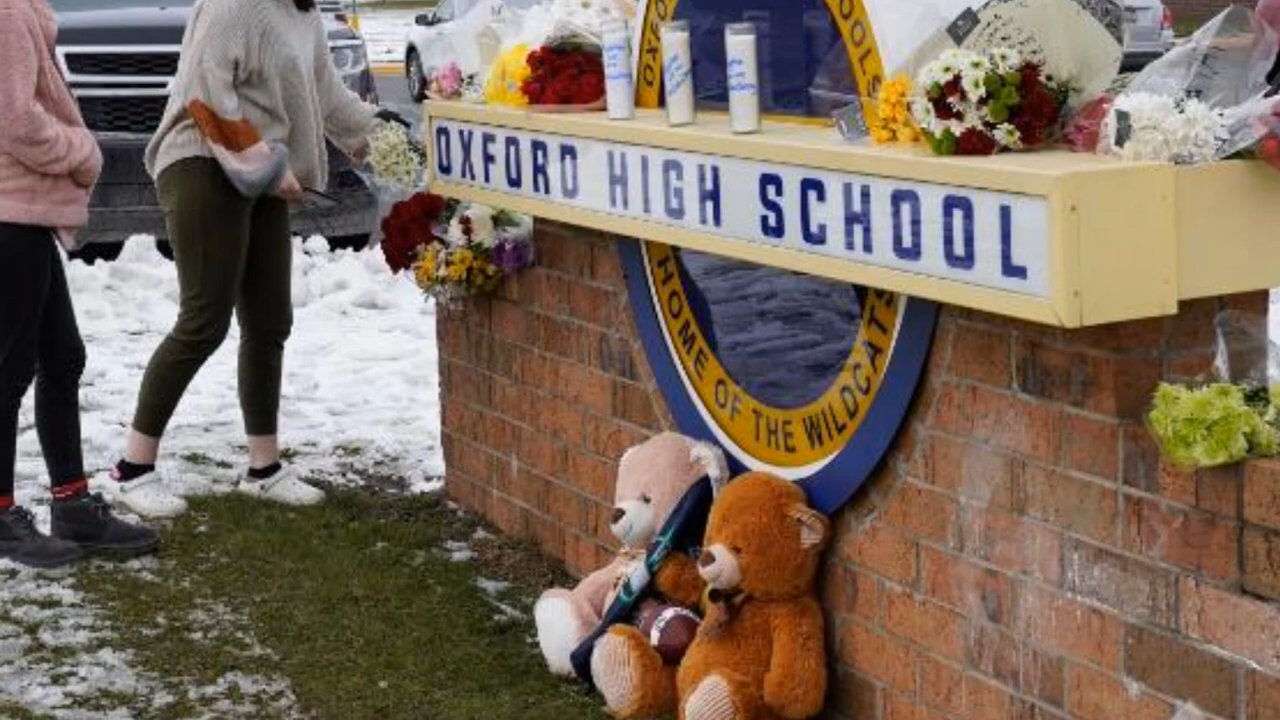 OXFORD
SCHOOLS
OXFORD HIGH SCHOOL
HOME OF THE WILDCATS